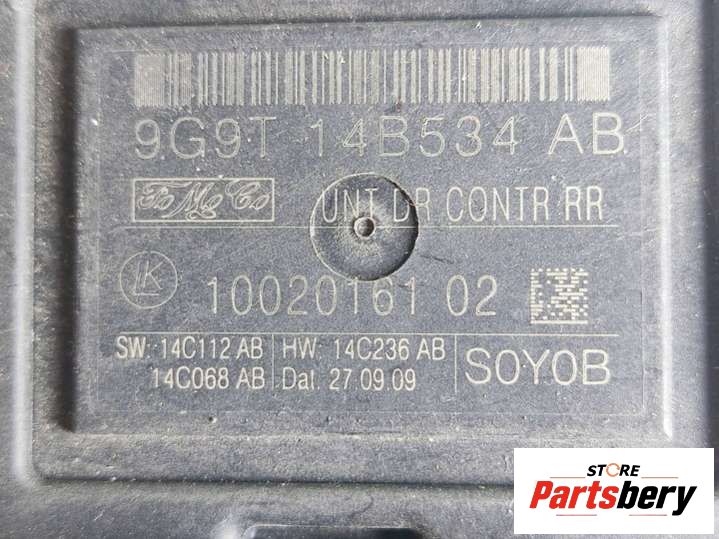 9G9T 14B534 AB
FoMoCo UNT DR CONTR RR
LK 10020161 02
SW: 14C112 AB HW: 14C236 AB
14C068 AB Dat. 27.09.09
SOYOB
STORE
Partsbery